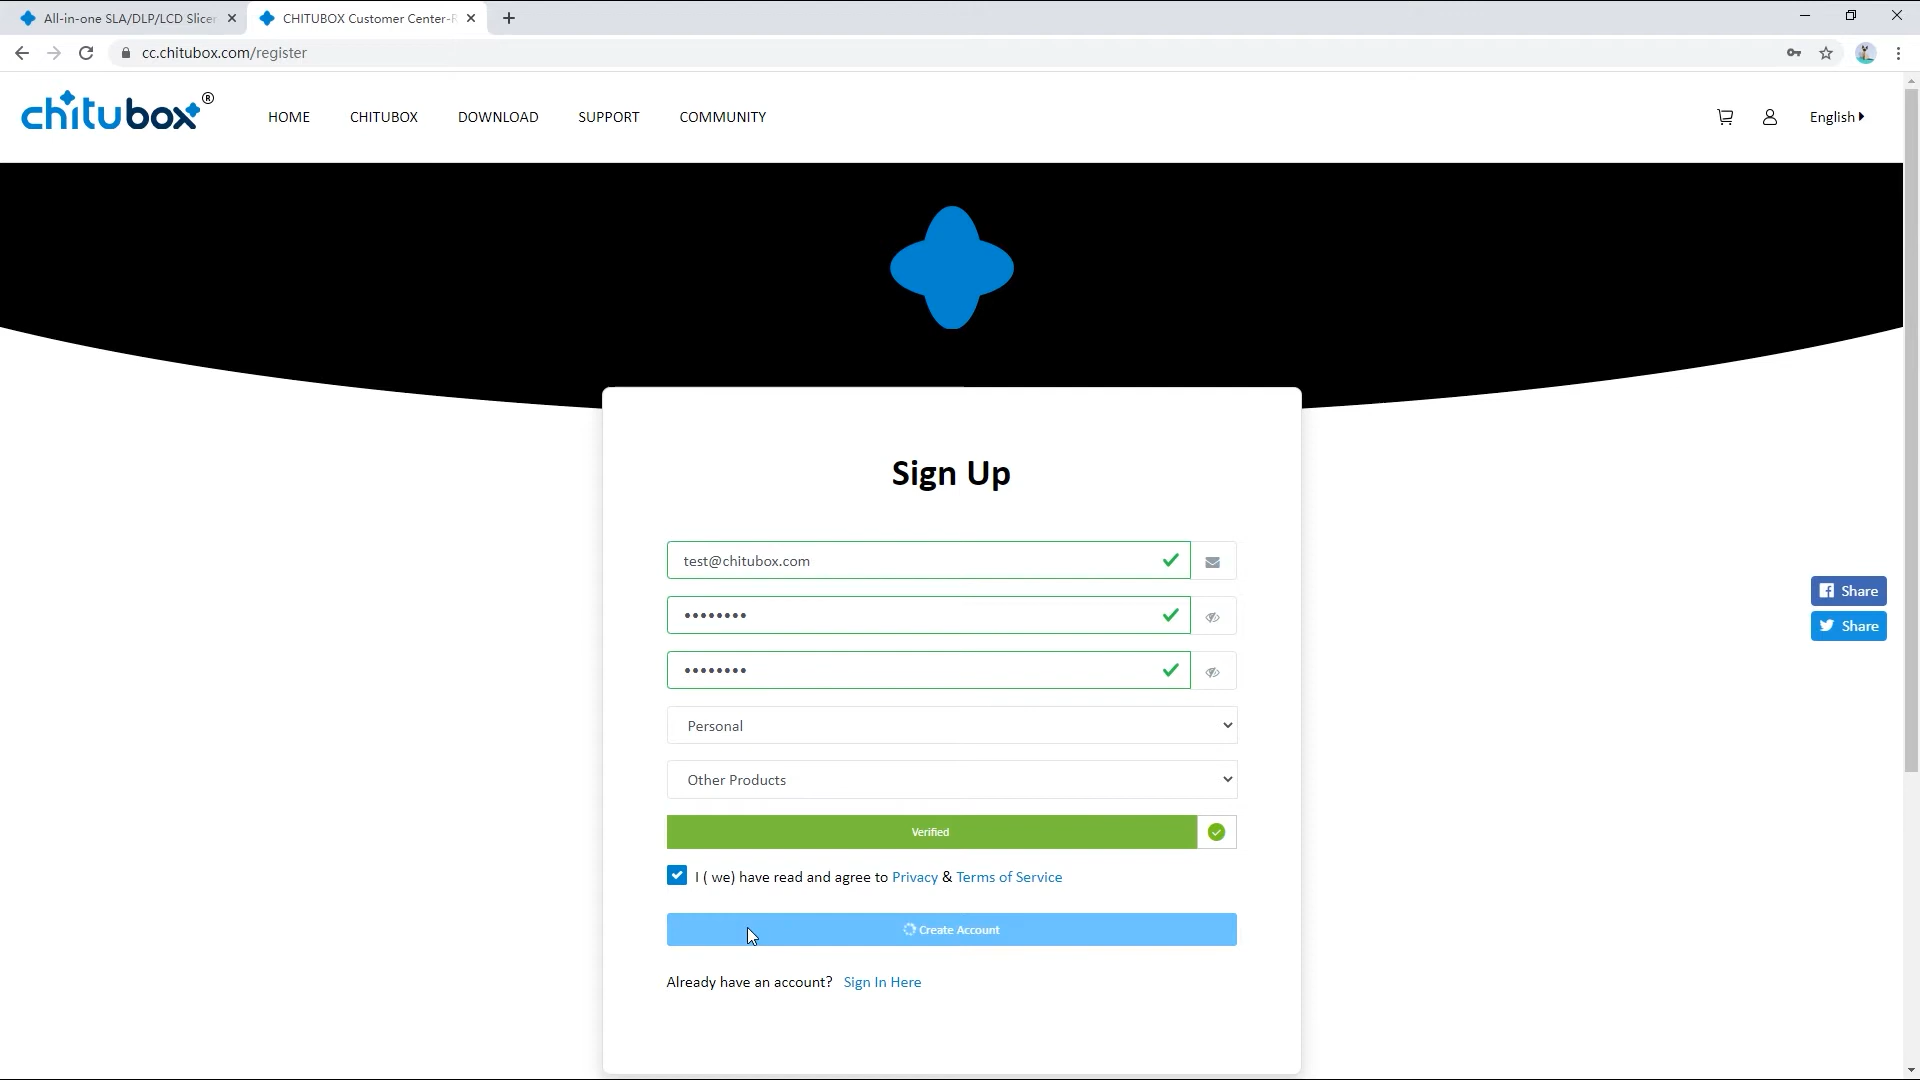 All-in-one SLA/DLP/LCD Slicer
CHITUBOX Customer Center-R
cc.chitubox.com/register
chitubox®
HOME
CHITUBOX
DOWNLOAD
SUPPORT
COMMUNITY
English
Sign Up
test@chitubox.com
••••••••
••••••••
Personal
Other Products
Verified
I ( we) have read and agree to Privacy & Terms of Service
Create Account
Already have an account? Sign In Here
Share
Share